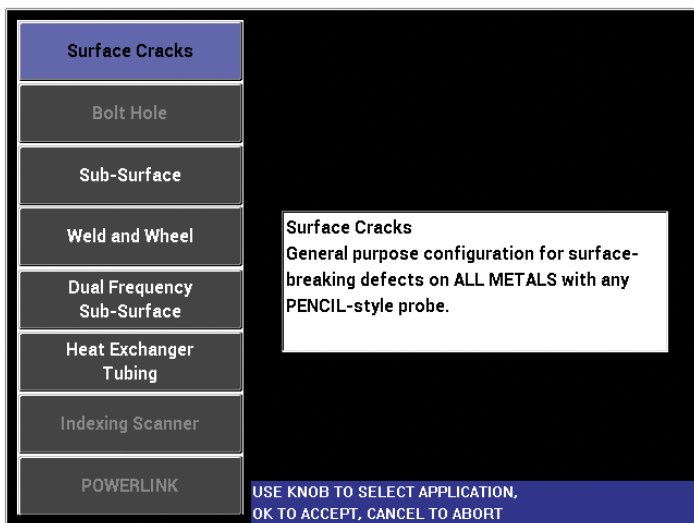 Surface Cracks
Bolt Hole
Sub-Surface
Weld and Wheel
Dual Frequency
Sub-Surface
Heat Exchanger
Tubing
Indexing Scanner
POWERLINK
Surface Cracks
General purpose configuration for surface-
breaking defects on ALL METALS with any
PENCIL-style probe.
USE KNOB TO SELECT APPLICATION,
OK TO ACCEPT, CANCEL TO ABORT